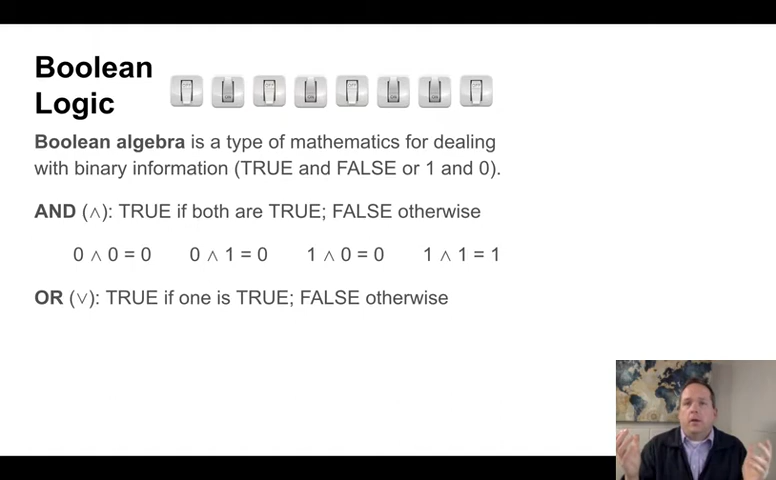 Boolean
Logic
Boolean algebra is a type of mathematics for dealing
with binary information (TRUE and FALSE or 1 and 0).
AND (∧): TRUE if both are TRUE; FALSE otherwise
0 ∧ 0 = 0 0 ∧ 1 = 0 1 ∧ 0 = 0 1 ∧ 1 = 1
OR (∨): TRUE if one is TRUE; FALSE otherwise